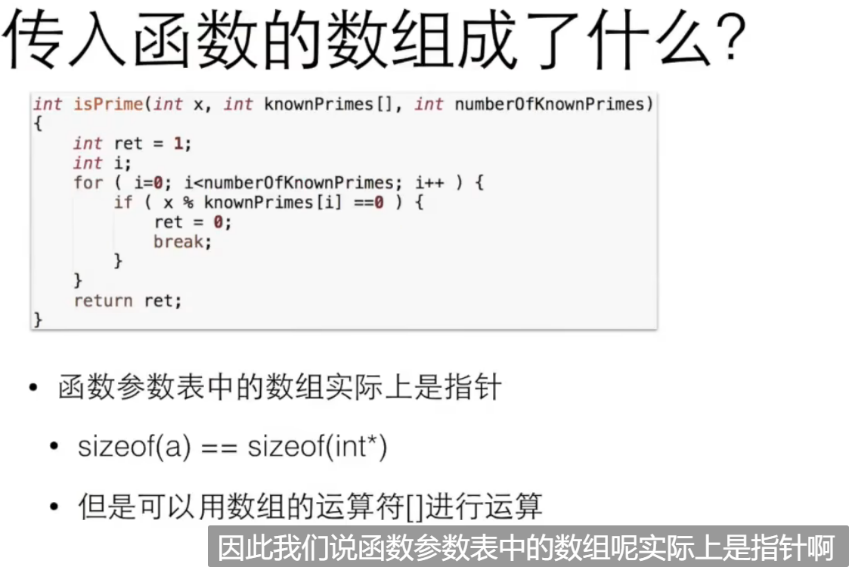 传入函数的数组成了什么？
int isPrime(int x, int knownPrimes[], int numberOfKnownPrimes)
{
    int ret = 1;
    int i;
    for ( i=0; i<numberOfKnownPrimes; i++ ) {
        if ( x % knownPrimes[i] ==0 ) {
            ret = 0;
            break;
        }
    }
    return ret;
}
• 函数参数表中的数组实际上是指针
• sizeof(a) == sizeof(int*)
• 但是可以用数组的运算符[]进行运算
因此我们说函数参数表中的数组呢实际上是指针啊